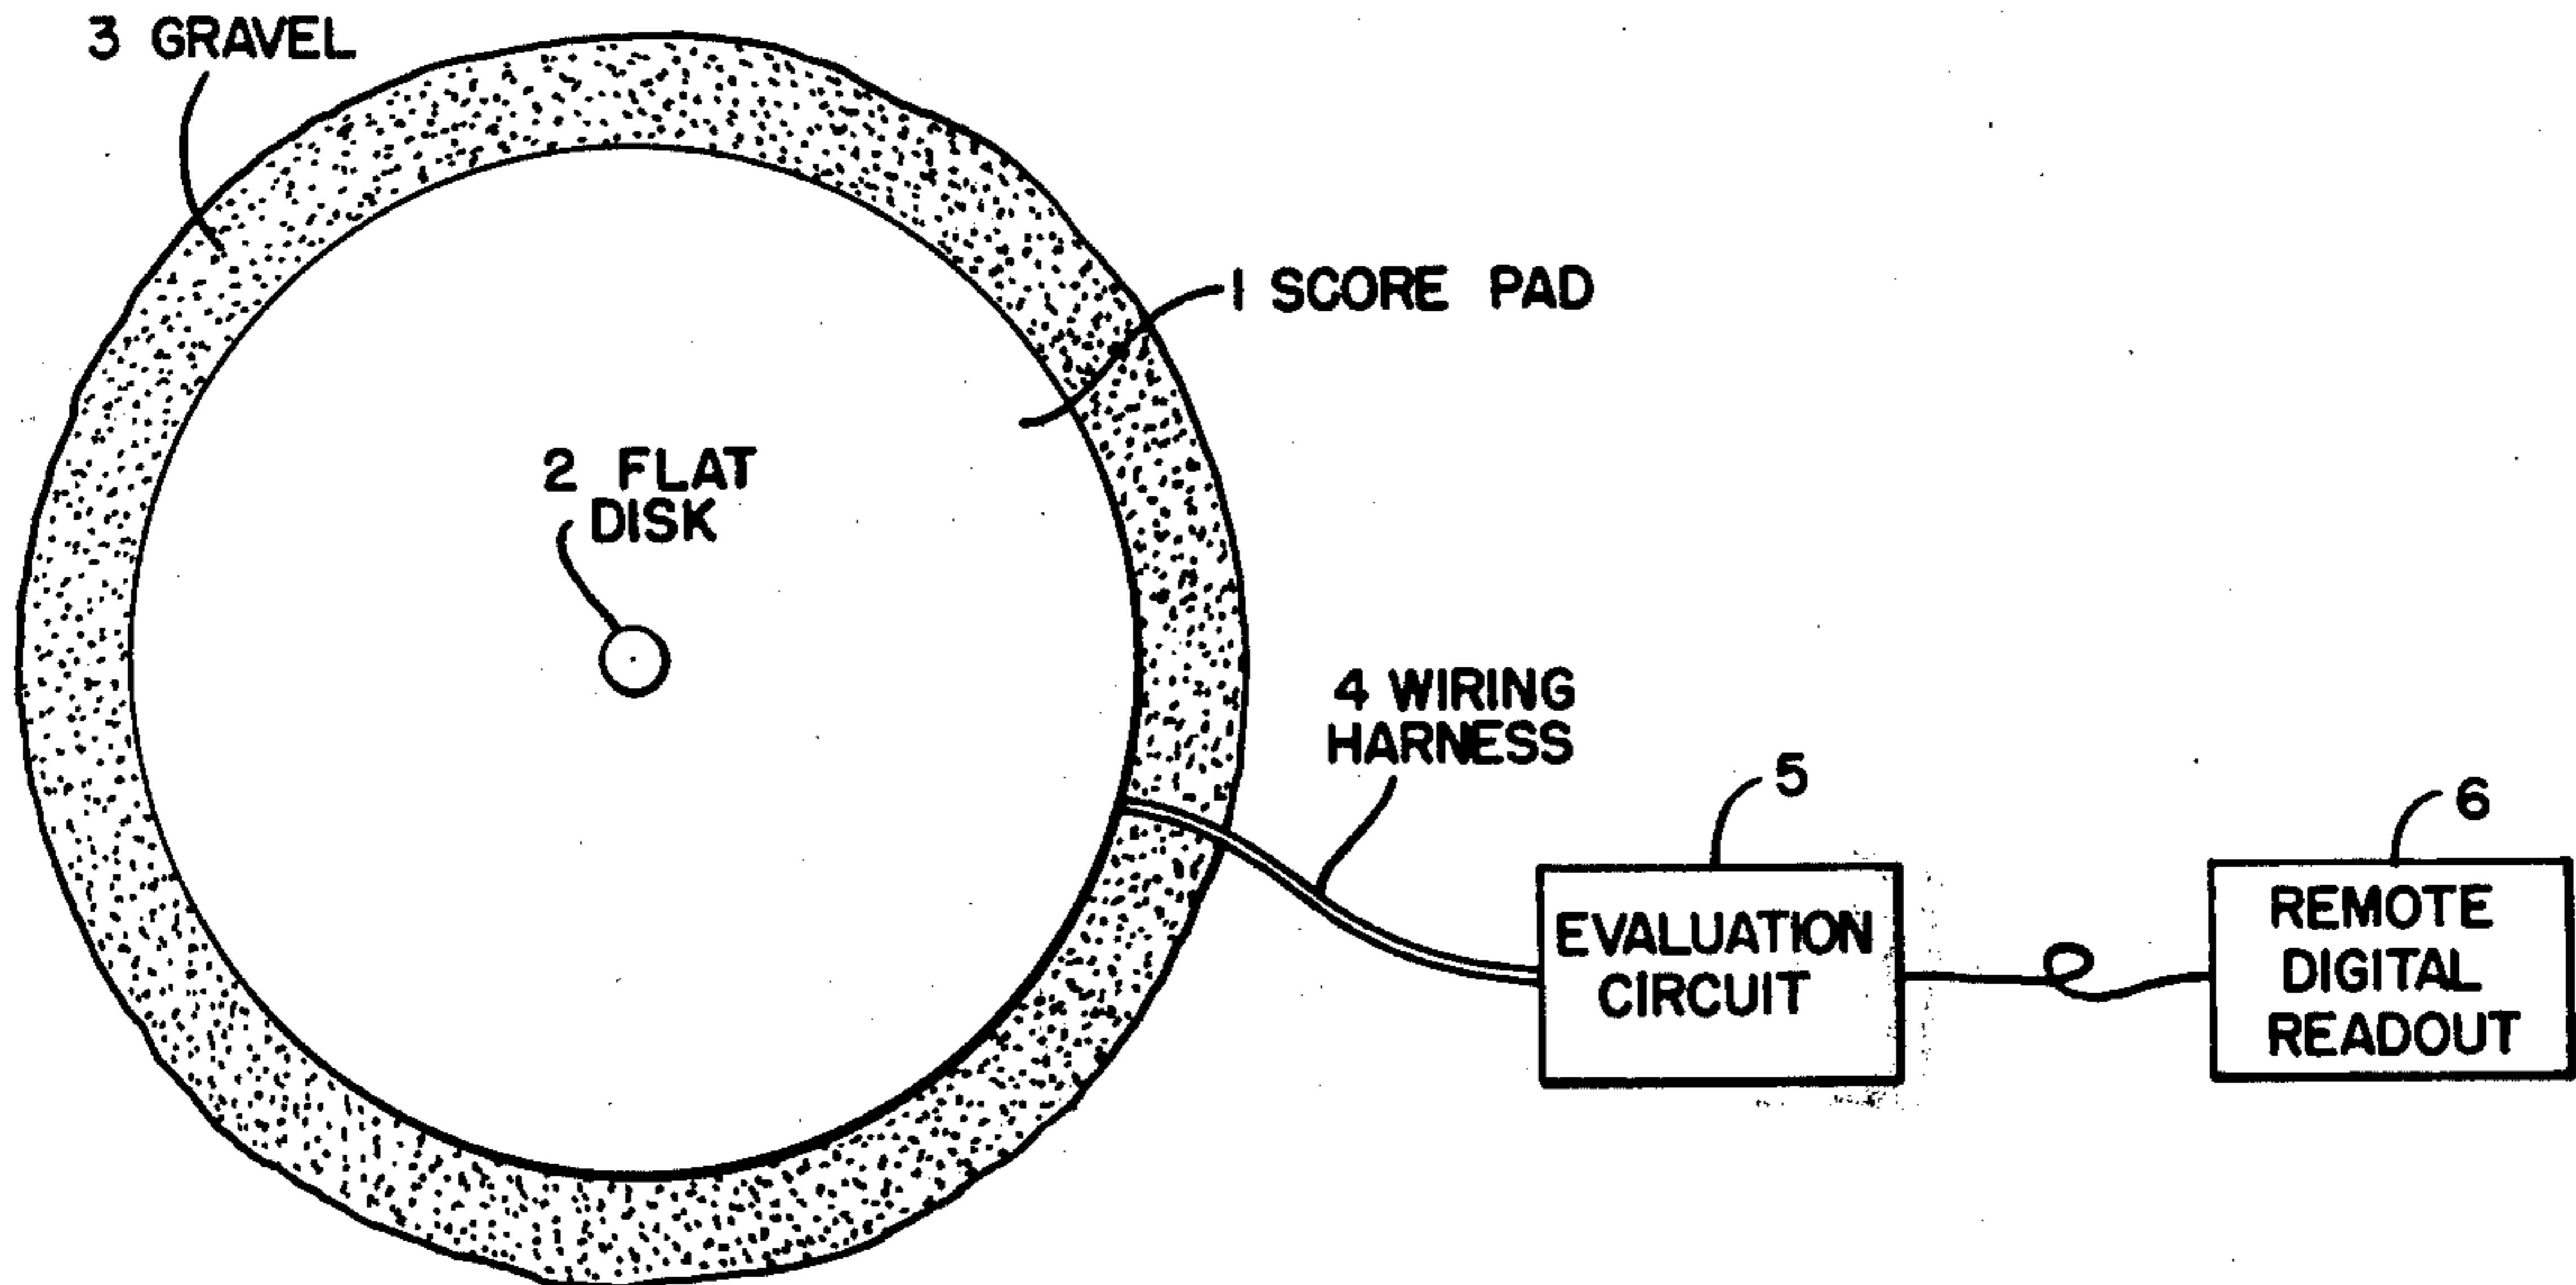 3 GRAVEL
1 SCORE PAD
2 FLAT
DISK
4 WIRING
HARNESS
5
EVALUATION
CIRCUIT
6
REMOTE
DIGITAL
READOUT